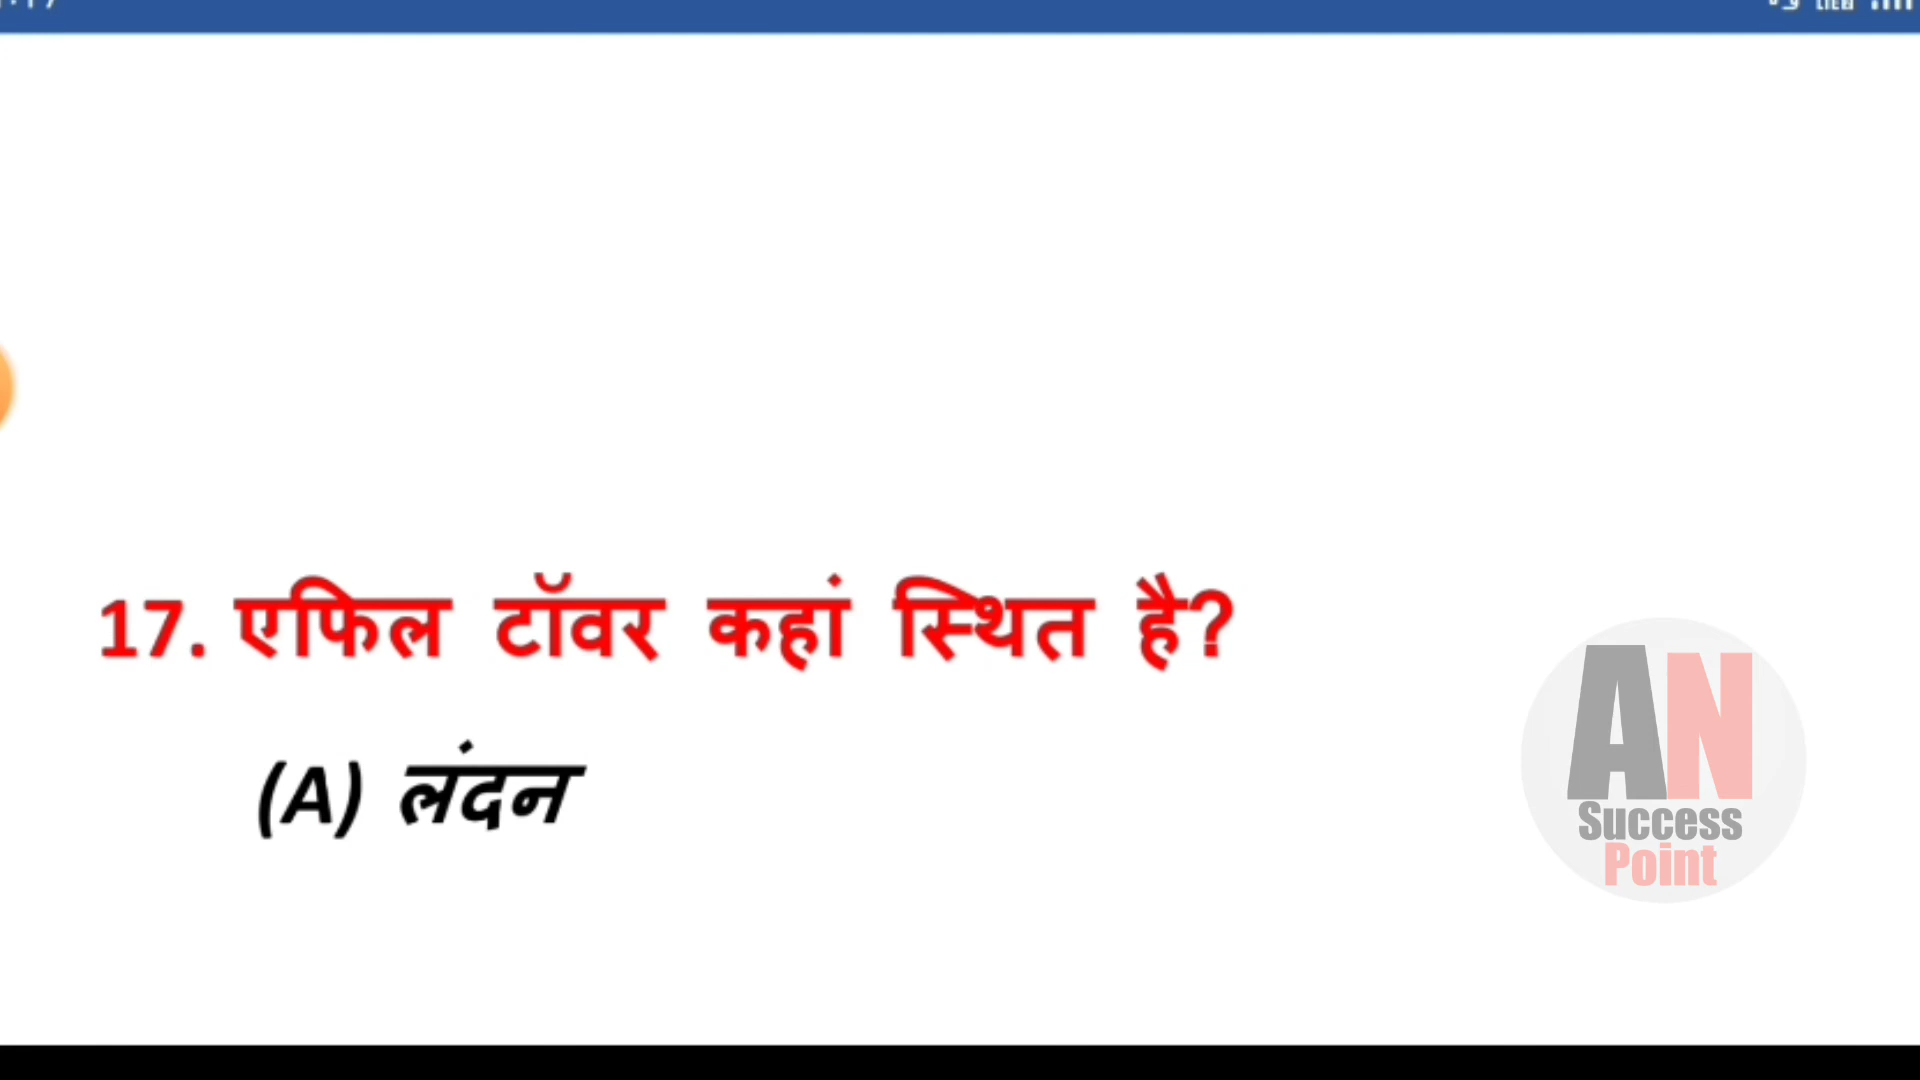 17. एफिल टॉवर कहां स्थित है?
(A) लंदन
AN
Success
Point